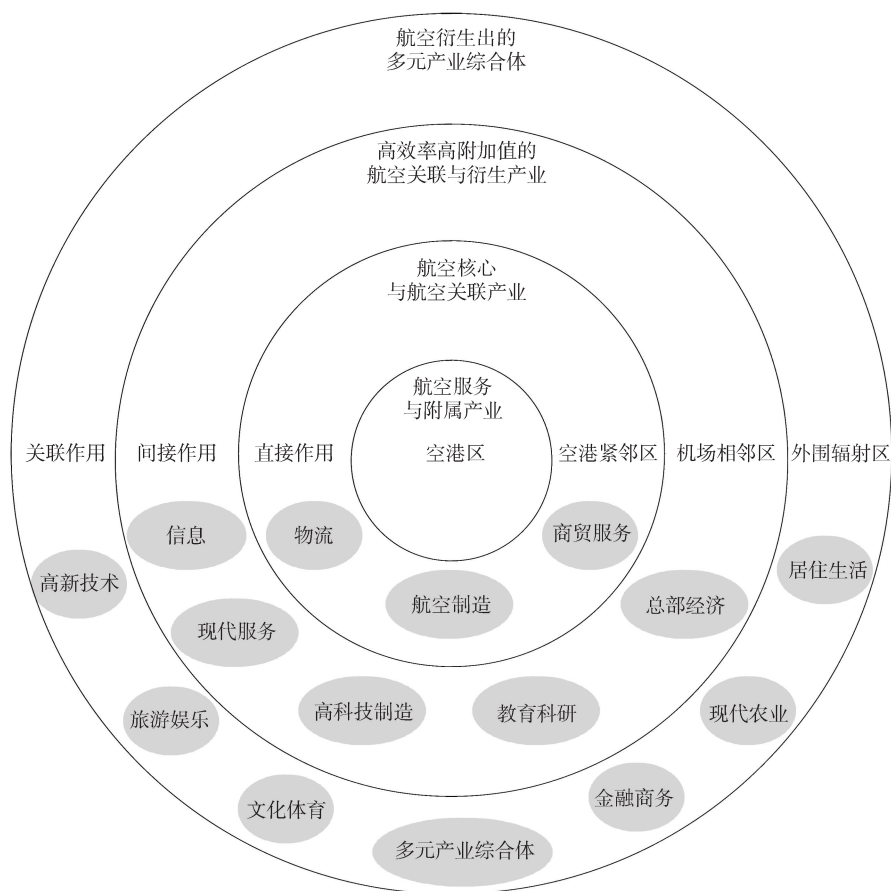 航空衍生出的
多元产业综合体
高效率高附加值的
航空关联与衍生产业
航空核心
与航空关联产业
航空服务
与附属产业
关联作用
间接作用
直接作用
空港区
空港紧邻区
机场相邻区
外围辐射区
信息
物流
商贸服务
高新技术
航空制造
总部经济
居住生活
现代服务
旅游娱乐
高科技制造
教育科研
现代农业
文化体育
金融商务
多元产业综合体